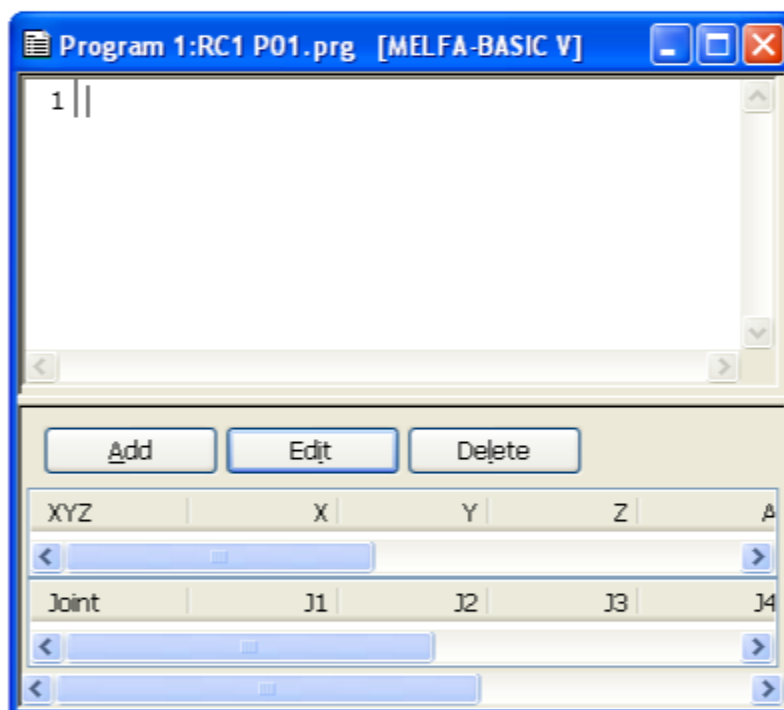 Program 1:RC1 P01.prg [MELFA-BASIC V]
1
Add Edit Delete
XYZ X Y Z A
Joint J1 J2 J3 J4